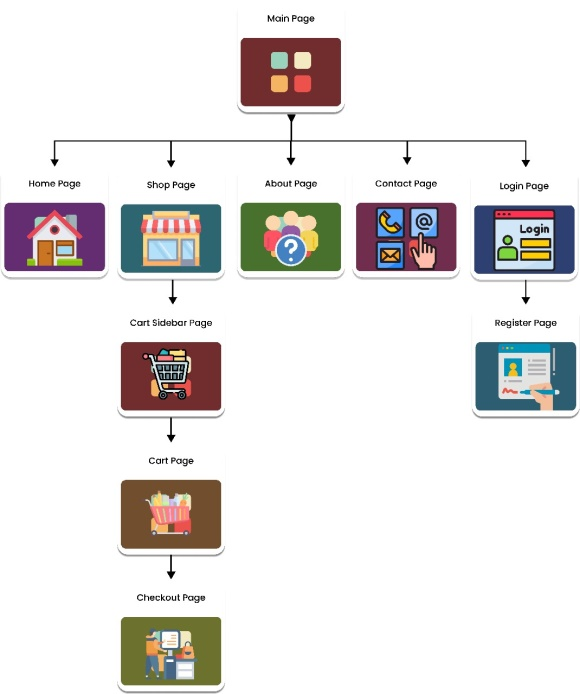 Main Page
Home Page
Shop Page
About Page
Contact Page
Login Page
@
?
Login
Cart Sidebar Page
Register Page
Cart Page
Checkout Page